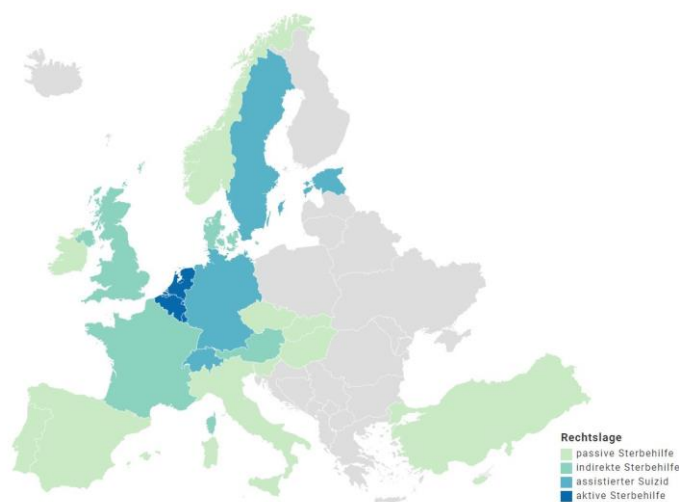 Rechtslage
passive Sterbehilfe
indirekte Sterbehilfe
assistierter Suizid
aktive Sterbehilfe